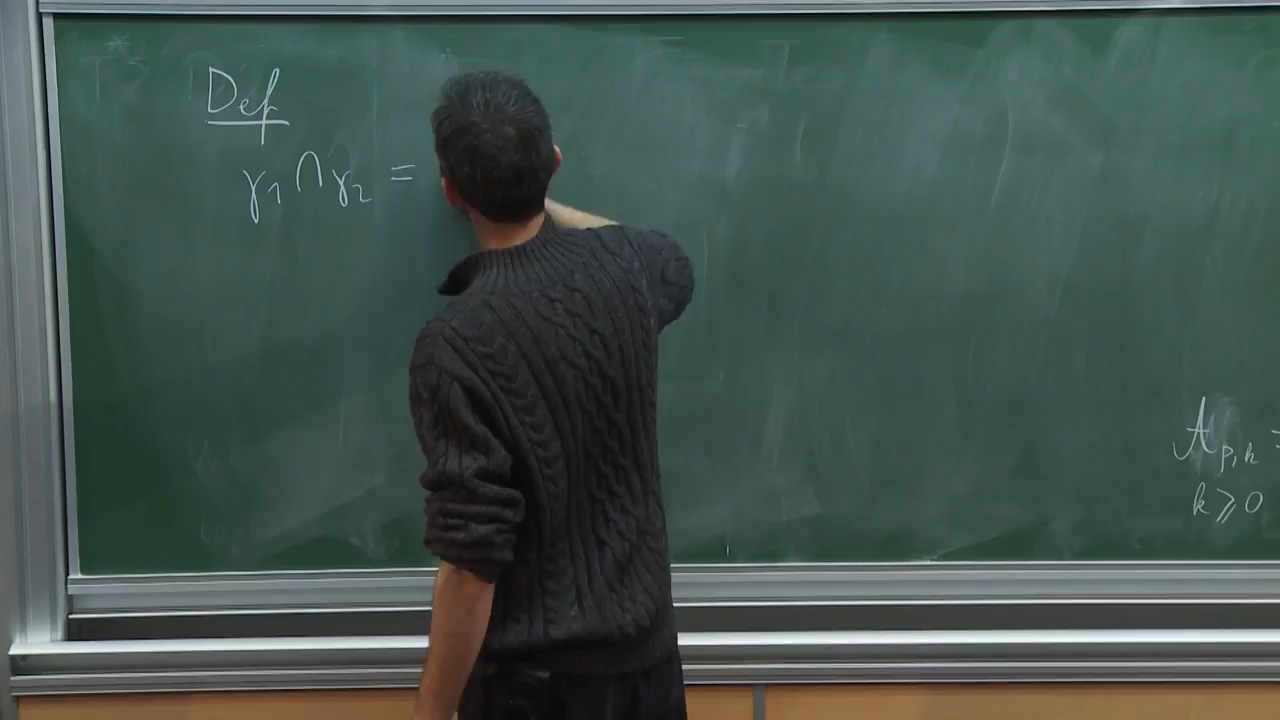 Def
γ₁ ∩ γ₂ =
𝒜_{p,k} =
k ⩾ 0